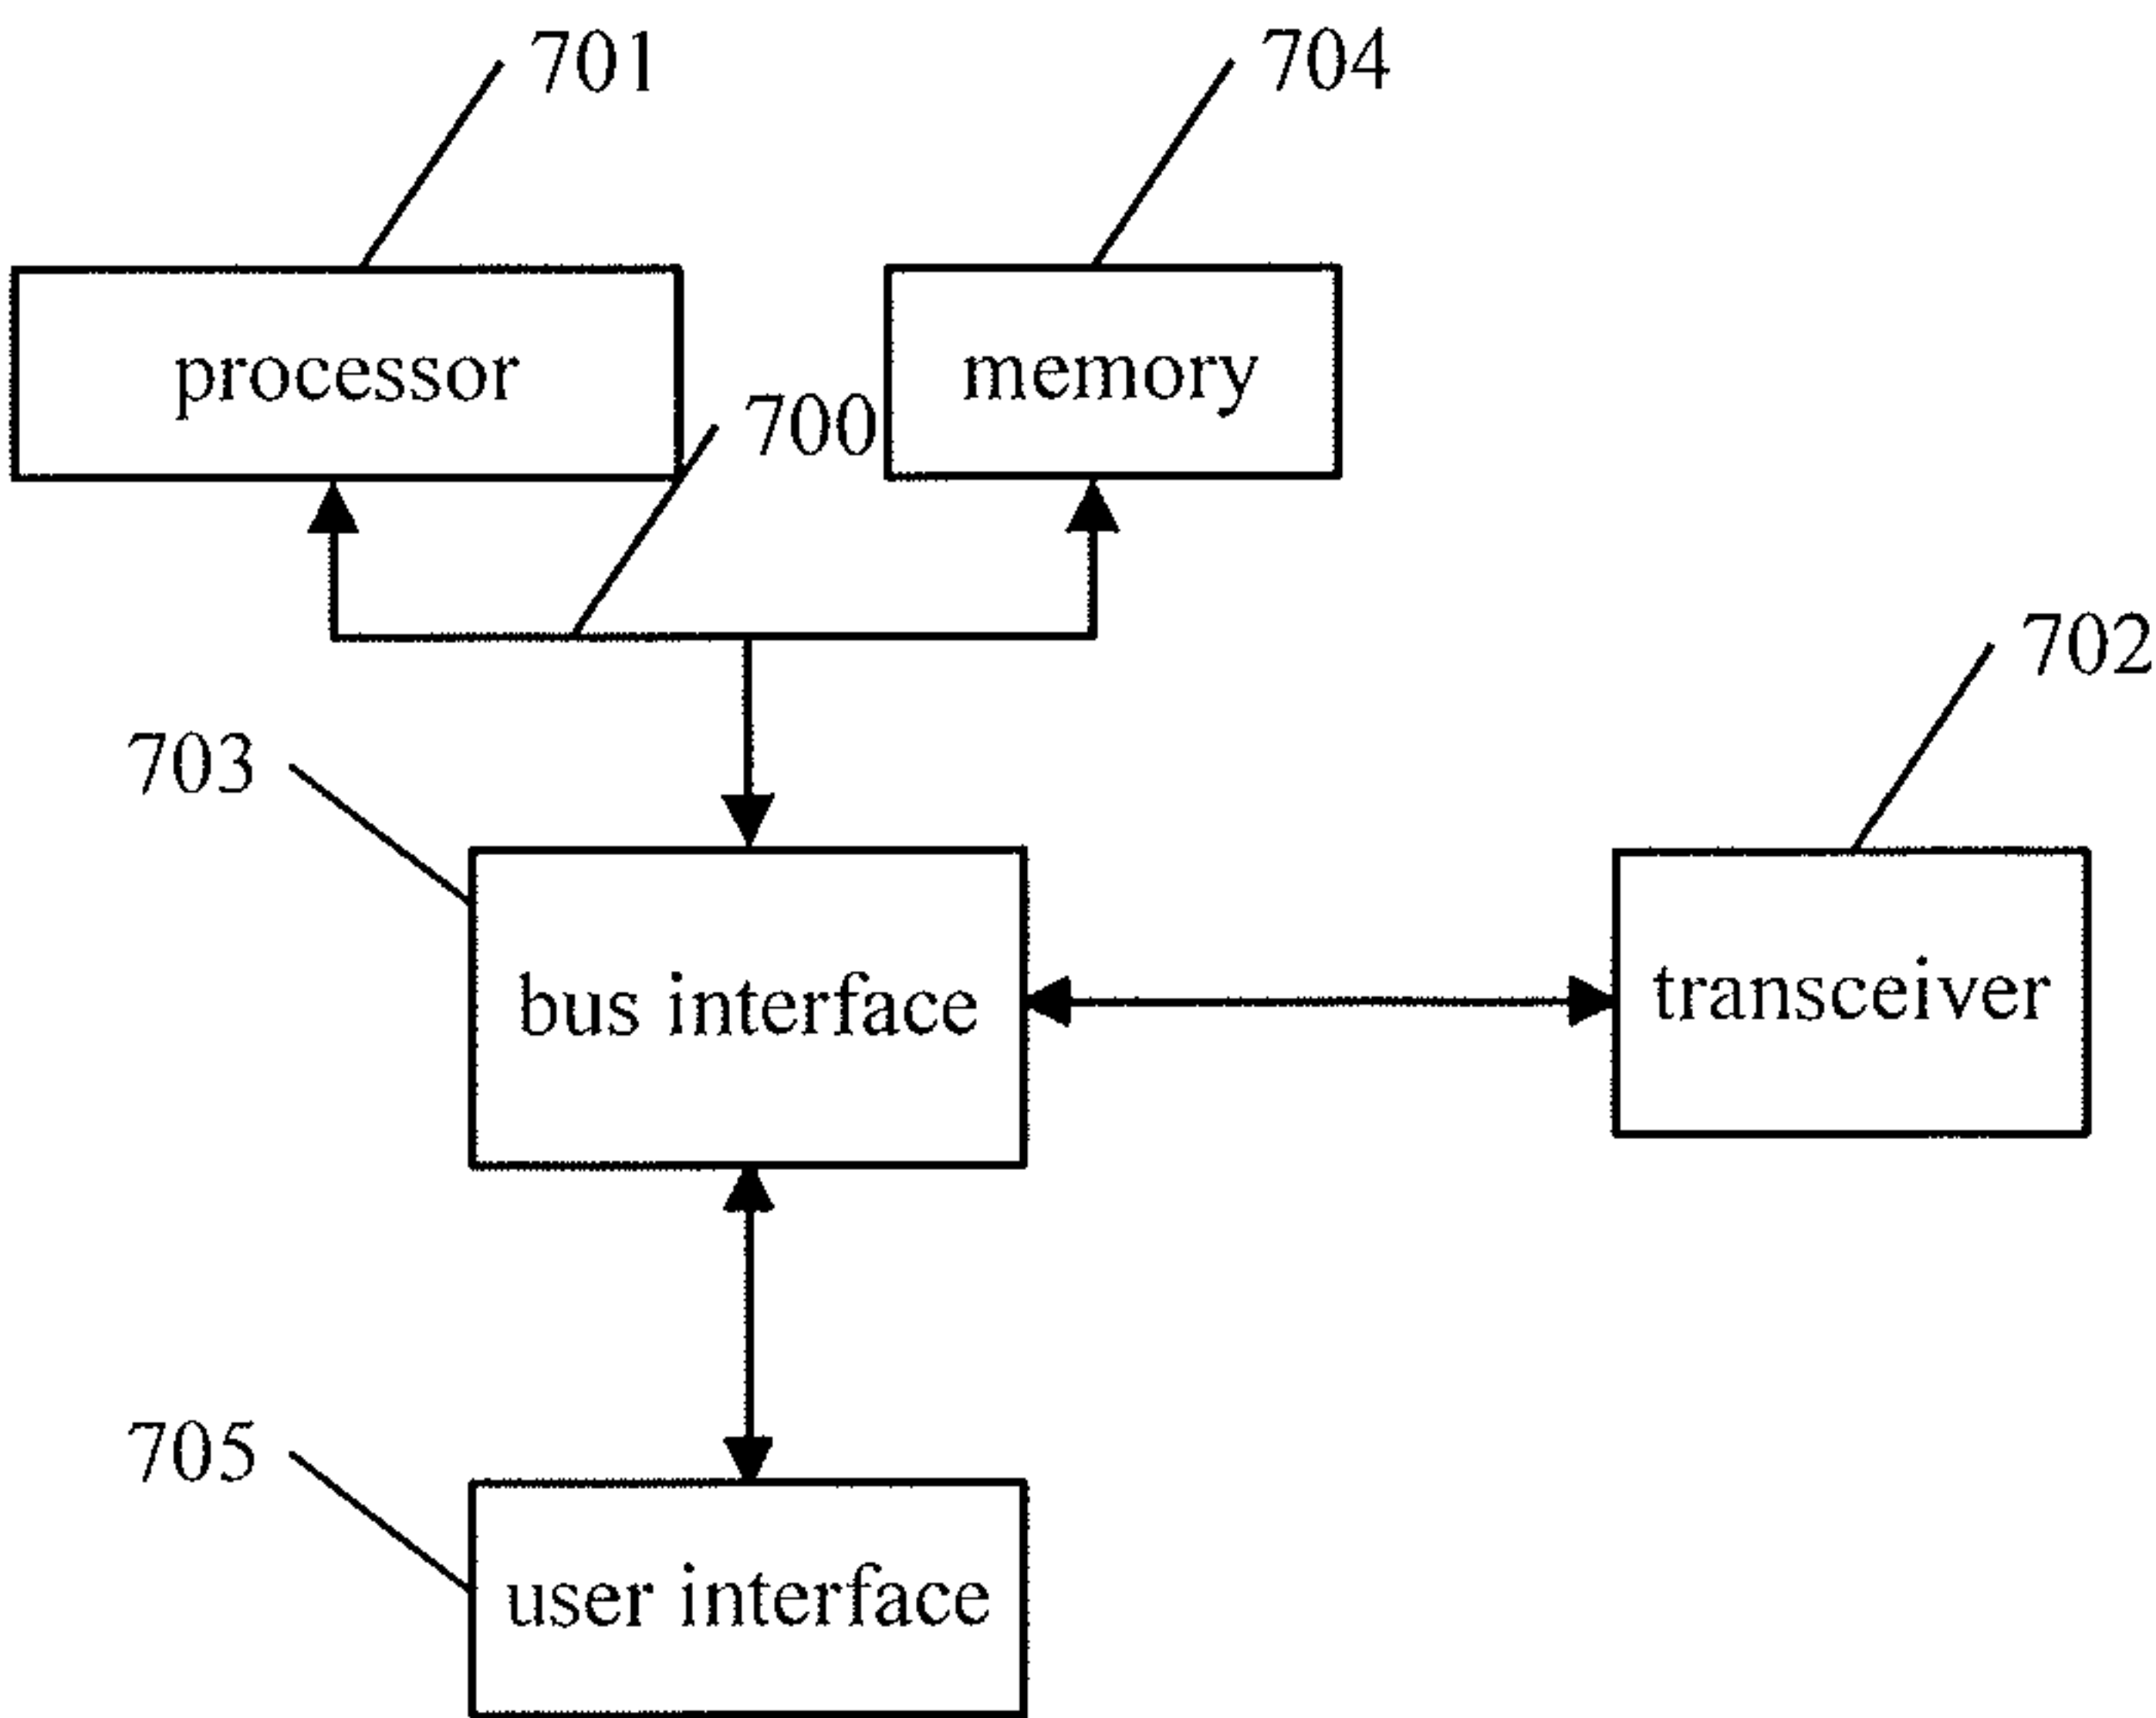 701
704
processor
memory
700
702
703
bus interface
transceiver
705
user interface